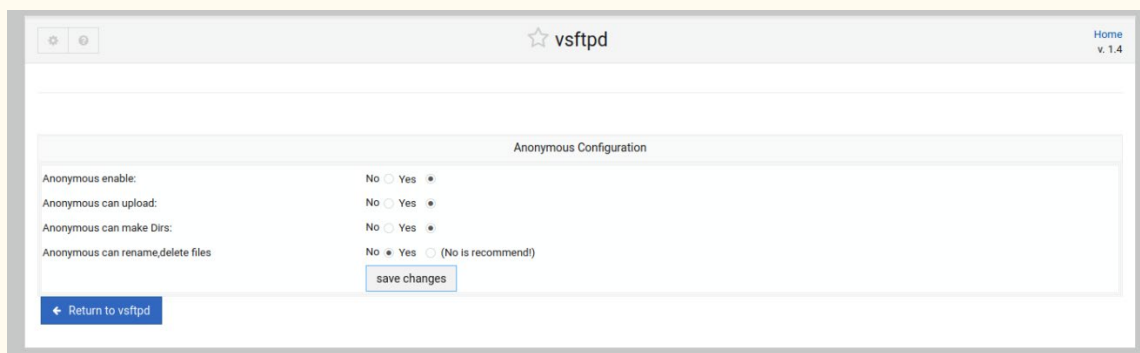 vsftpd
Home
v. 1.4
Anonymous Configuration
Anonymous enable: No Yes
Anonymous can upload: No Yes
Anonymous can make Dirs: No Yes
Anonymous can rename,delete files No Yes (No is recommend!)
save changes
Return to vsftpd